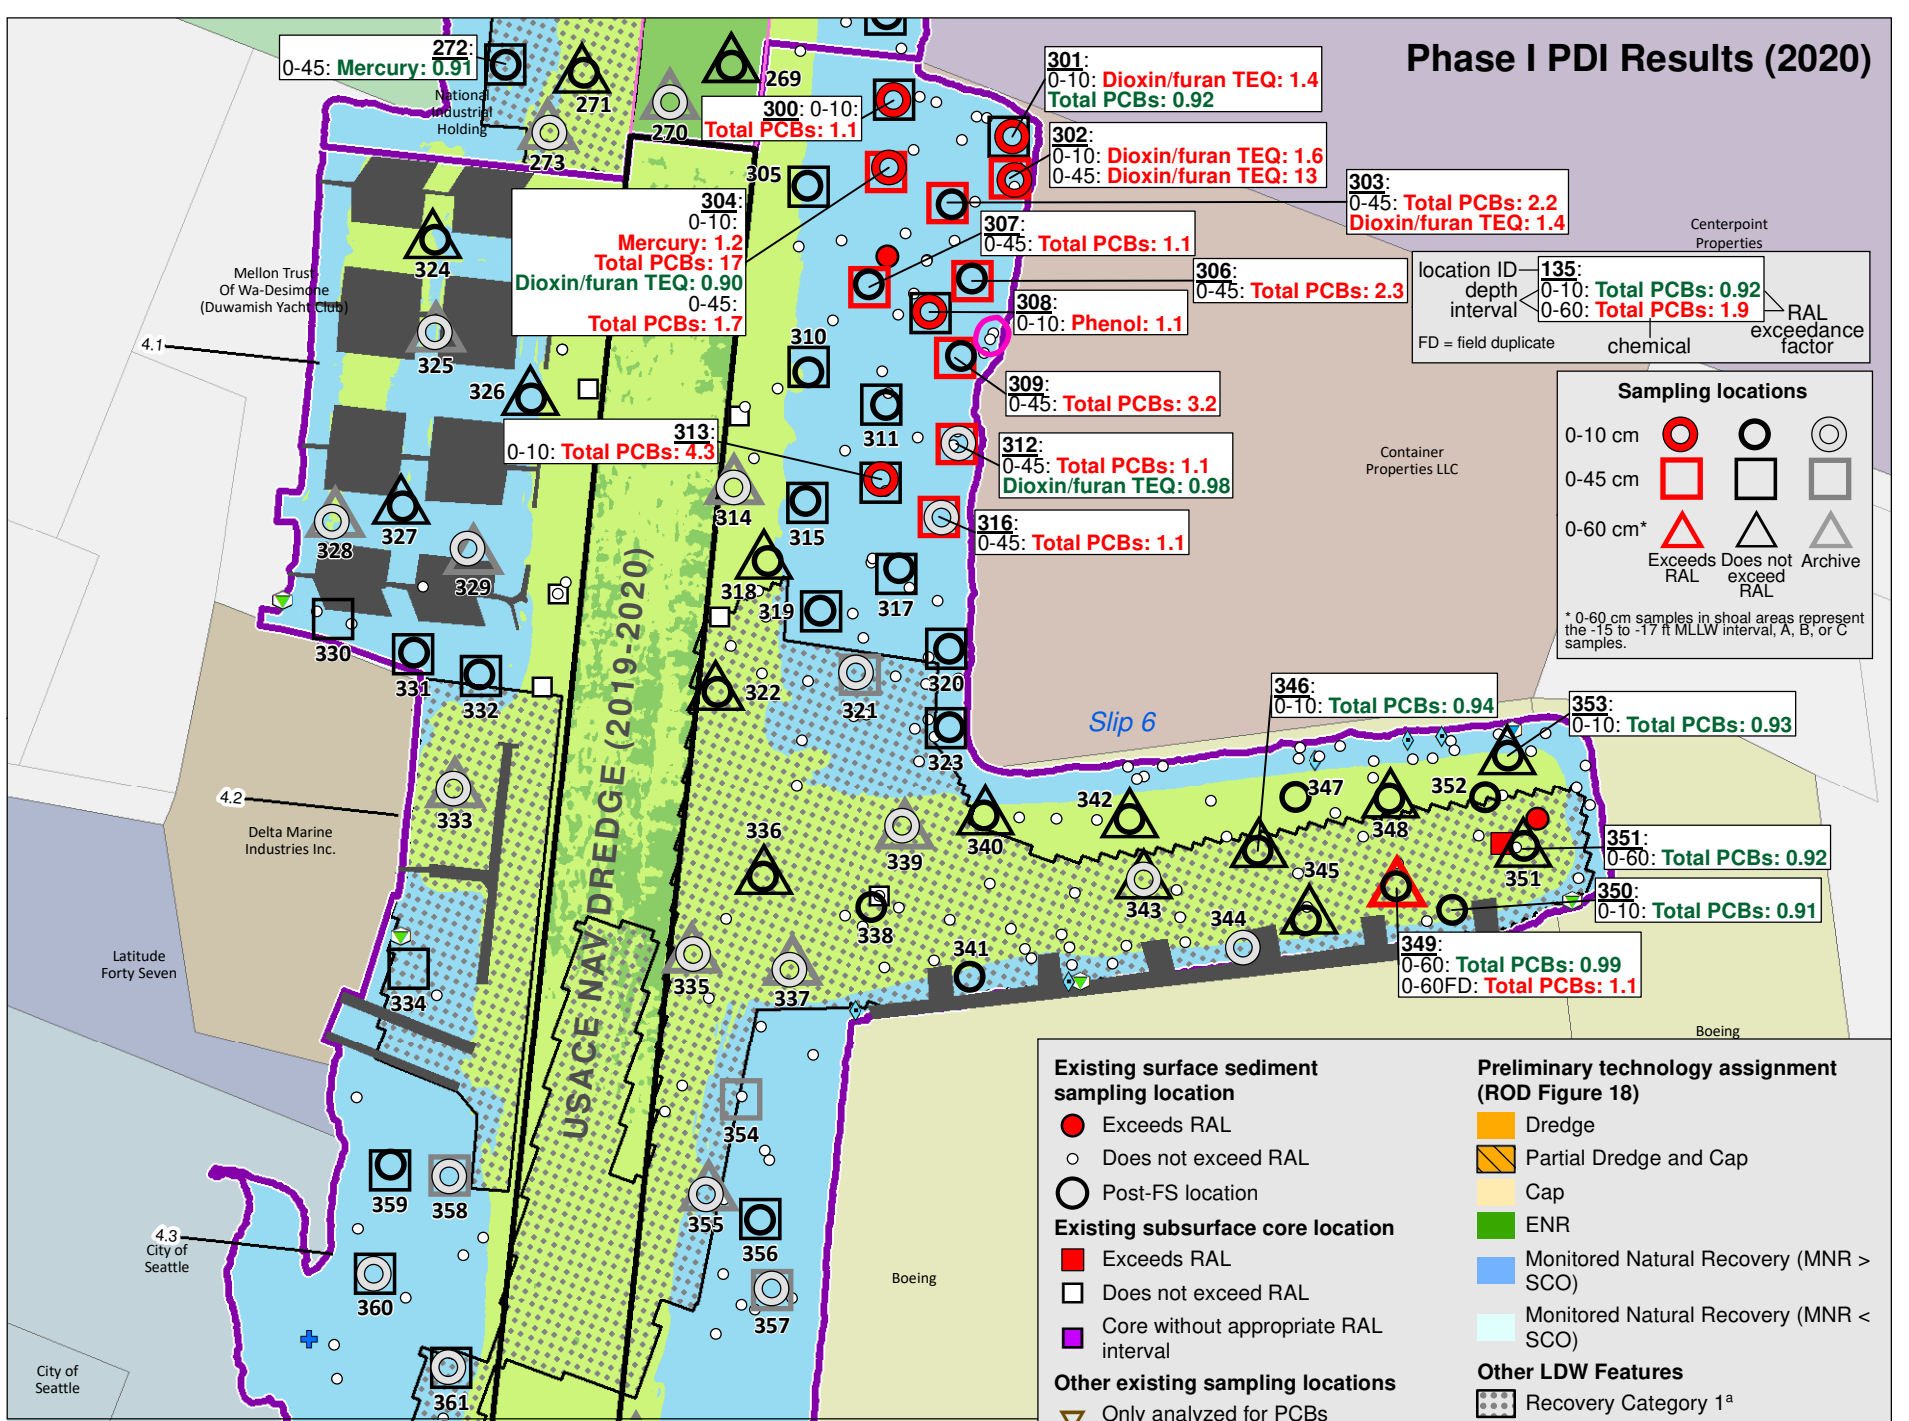 Phase I PDI Results (2020)
272:
0-45: Mercury: 0.91
National
Industrial
Holding
271
273
269
270
300: 0-10:
Total PCBs: 1.1
301:
0-10: Dioxin/furan TEQ: 1.4
Total PCBs: 0.92
302:
0-10: Dioxin/furan TEQ: 1.6
0-45: Dioxin/furan TEQ: 13
303:
0-45: Total PCBs: 2.2
Dioxin/furan TEQ: 1.4
305
304:
0-10:
Mercury: 1.2
Total PCBs: 17
Dioxin/furan TEQ: 0.90
0-45:
Total PCBs: 1.7
307:
0-45: Total PCBs: 1.1
306:
0-45: Total PCBs: 2.3
308:
0-10: Phenol: 1.1
Centerpoint
Properties
location ID
depth
interval
135:
0-10: Total PCBs: 0.92
0-60: Total PCBs: 1.9
RAL
exceedance
factor
FD = field duplicate
chemical
Mellon Trust
Of Wa-Desimone
(Duwamish Yacht Club)
324
325
326
4.1
310
311
309:
0-45: Total PCBs: 3.2
Sampling locations
0-10 cm
0-45 cm
0-60 cm*
Exceeds
RAL
Does not
exceed
RAL
Archive
* 0-60 cm samples in shoal areas represent
the -15 to -17 ft MLLW interval, A, B, or C
samples.
313:
0-10: Total PCBs: 4.3
312:
0-45: Total PCBs: 1.1
Dioxin/furan TEQ: 0.98
Container
Properties LLC
314
315
316:
0-45: Total PCBs: 1.1
327
328
329
318
319
317
330
331
332
322
321
320
323
USACE NAV DREDGE (2019-2020)
Slip 6
346:
0-10: Total PCBs: 0.94
353:
0-10: Total PCBs: 0.93
4.2
Delta Marine
Industries Inc.
333
336
339
340
342
347
348
352
351:
0-60: Total PCBs: 0.92
351
350:
0-10: Total PCBs: 0.91
345
343
344
338
341
349:
0-60: Total PCBs: 0.99
0-60FD: Total PCBs: 1.1
Latitude
Forty Seven
334
335
337
Boeing
354
355
356
357
359
358
360
361
4.3
City of
Seattle
City of
Seattle
Boeing
Existing surface sediment
sampling location
Exceeds RAL
Does not exceed RAL
Post-FS location
Existing subsurface core location
Exceeds RAL
Does not exceed RAL
Core without appropriate RAL
interval
Other existing sampling locations
Only analyzed for PCBs
Preliminary technology assignment
(ROD Figure 18)
Dredge
Partial Dredge and Cap
Cap
ENR
Monitored Natural Recovery (MNR >
SCO)
Monitored Natural Recovery (MNR <
SCO)
Other LDW Features
Recovery Category 1a